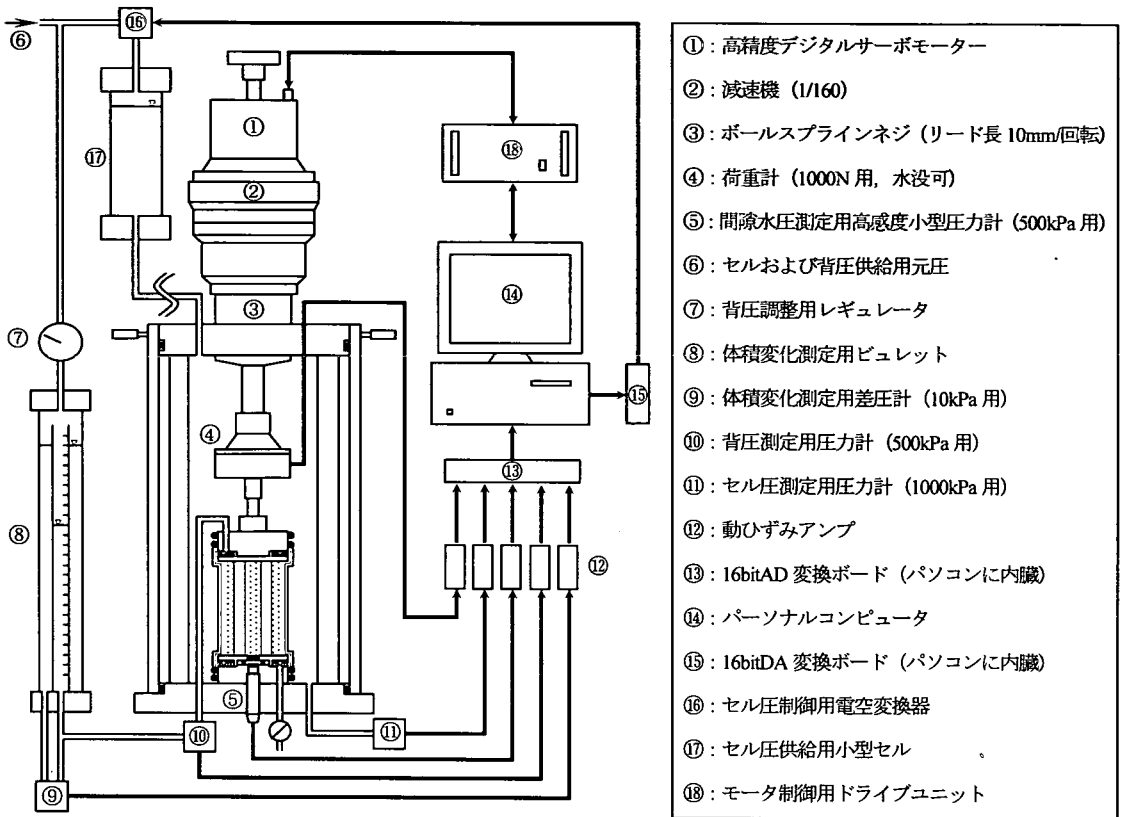 ⑯
⑥
①
⑱
⑰
②
⑭
③
⑦
⑮
④
⑬
⑧
⑫
⑤
⑩
⑪
⑨
①：高精度デジタルサーボモーター
②：減速機（1/160）
③：ボールスプラインネジ（リード長 10mm/回転）
④：荷重計（1000N 用，水没可）
⑤：間隙水圧測定用高感度小型圧力計（500kPa 用）
⑥：セルおよび背圧供給用元圧
⑦：背圧調整用レギュレータ
⑧：体積変化測定用ビュレット
⑨：体積変化測定用差圧計（10kPa 用）
⑩：背圧測定用圧力計（500kPa 用）
⑪：セル圧測定用圧力計（1000kPa 用）
⑫：動ひずみアンプ
⑬：16bitAD 変換ボード（パソコンに内臓）
⑭：パーソナルコンピュータ
⑮：16bitDA 変換ボード（パソコンに内臓）
⑯：セル圧制御用電空変換器
⑰：セル圧供給用小型セル
⑱：モータ制御用ドライブユニット